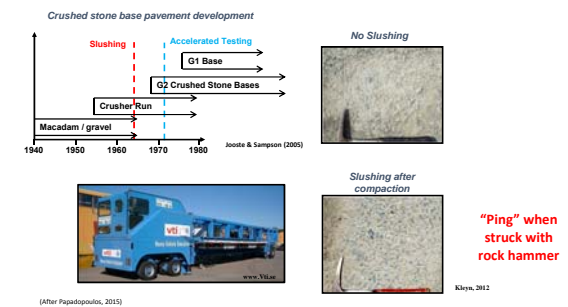 Crushed stone base pavement development
Slushing
Accelerated Testing
G1 Base
G2 Crushed Stone Bases
Crusher Run
Macadam / gravel
1940 1950 1960 1970 1980
Jooste & Sampson (2005)
No Slushing
Slushing after
compaction
"Ping" when
struck with
rock hammer
vti
www.Vti.se
Kleyn, 2012
(After Papadopoulos, 2015)